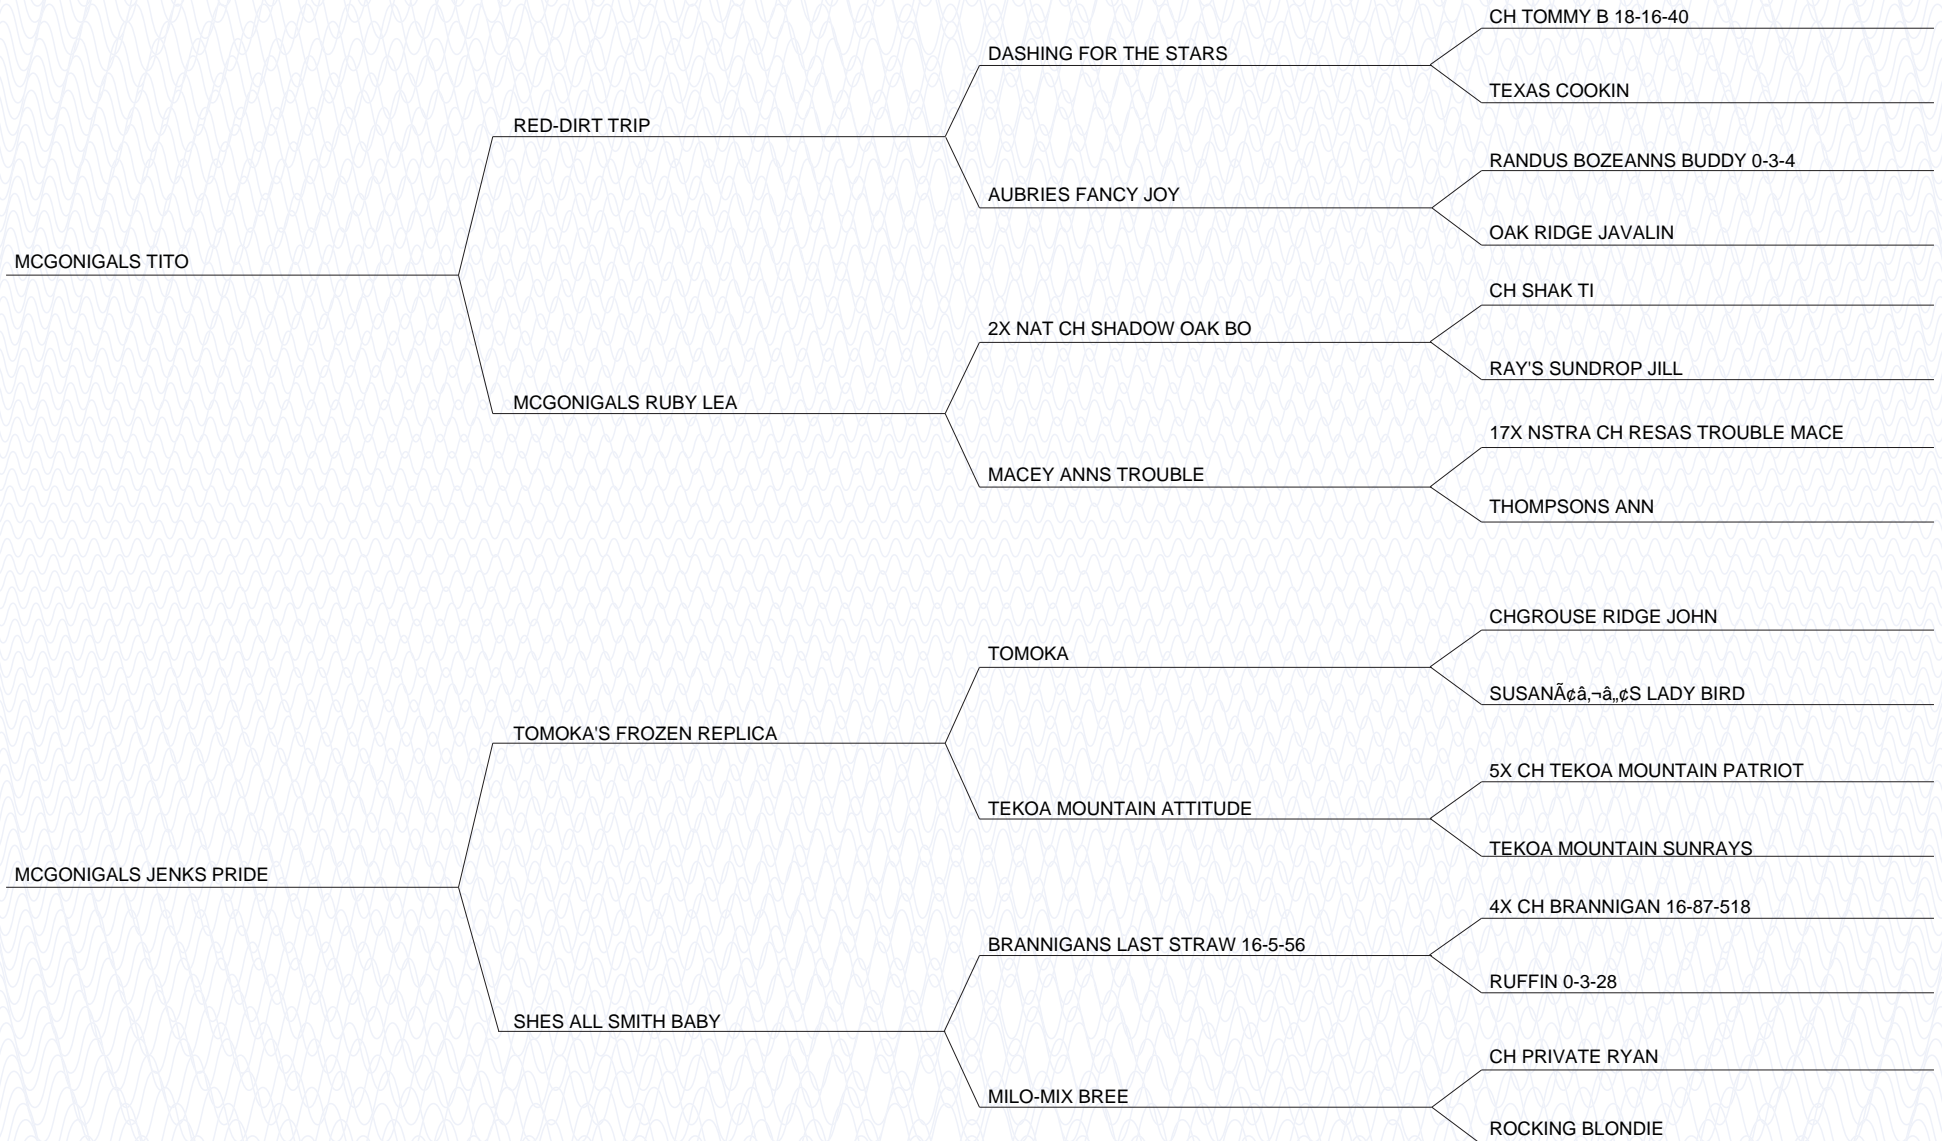 CH TOMMY B 18-16-40
DASHING FOR THE STARS
TEXAS COOKIN
RED-DIRT TRIP
RANDUS BOZEANNS BUDDY 0-3-4
AUBRIES FANCY JOY
OAK RIDGE JAVALIN
MCGONIGALS TITO
CH SHAK TI
2X NAT CH SHADOW OAK BO
RAY'S SUNDROP JILL
MCGONIGALS RUBY LEA
17X NSTRA CH RESAS TROUBLE MACE
MACEY ANNS TROUBLE
THOMPSONS ANN
CHGROUSE RIDGE JOHN
TOMOKA
SUSANÃ¢â‚¬â„¢S LADY BIRD
TOMOKA'S FROZEN REPLICA
5X CH TEKOA MOUNTAIN PATRIOT
TEKOA MOUNTAIN ATTITUDE
TEKOA MOUNTAIN SUNRAYS
MCGONIGALS JENKS PRIDE
4X CH BRANNIGAN 16-87-518
BRANNIGANS LAST STRAW 16-5-56
RUFFIN 0-3-28
SHES ALL SMITH BABY
CH PRIVATE RYAN
MILO-MIX BREE
ROCKING BLONDIE